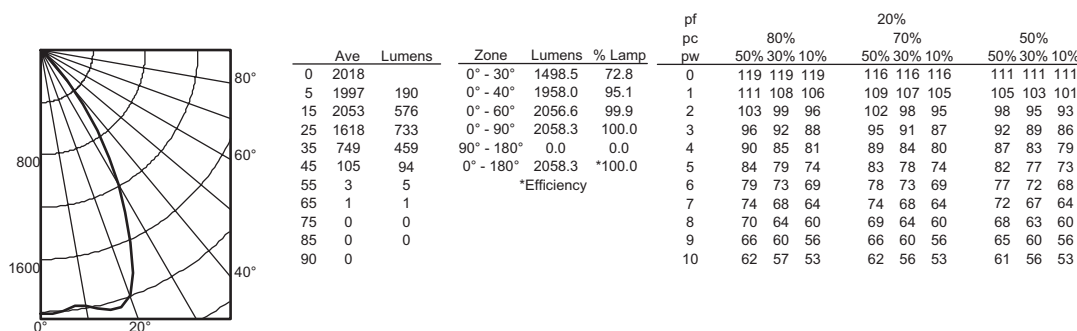 pf 20%
pc 80% 70% 50%
pw 50% 30% 10% 50% 30% 10% 50% 30% 10%
0 119 119 119 116 116 116 111 111 111
1 111 108 106 109 107 105 105 103 101
2 103 99 96 102 98 95 98 95 93
3 96 92 88 95 91 87 92 89 86
4 90 85 81 89 84 80 87 83 79
5 84 79 74 83 78 74 82 77 73
6 79 73 69 78 73 69 77 72 68
7 74 68 64 74 68 64 72 67 64
8 70 64 60 69 64 60 68 63 60
9 66 60 56 66 60 56 65 60 56
10 62 57 53 62 56 53 61 56 53
Ave Lumens
0 2018
5 1997 190
15 2053 576
25 1618 733
35 749 459
45 105 94
55 3 5
65 1 1
75 0 0
85 0 0
90 0
Zone Lumens % Lamp
0° - 30° 1498.5 72.8
0° - 40° 1958.0 95.1
0° - 60° 2056.6 99.9
0° - 90° 2058.3 100.0
90° - 180° 0.0 0.0
0° - 180° 2058.3 *100.0
*Efficiency
80°
60°
800
1600
40°
0° 20°